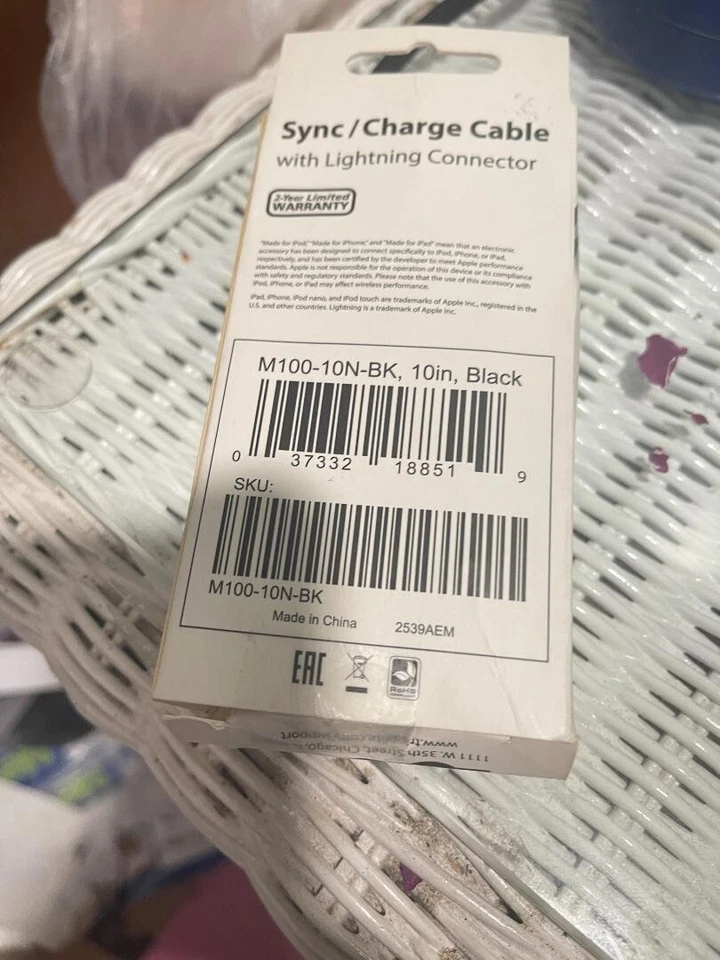 Sync/Charge Cable
with Lightning Connector
2-Year Limited
WARRANTY
"Made for iPod," "Made for iPhone," and "Made for iPad" mean that an electronic
accessory has been designed to connect specifically to iPod, iPhone, or iPad,
respectively, and has been certified by the developer to meet Apple performance
standards. Apple is not responsible for the operation of this device or its compliance
with safety and regulatory standards. Please note that the use of this accessory with
iPod, iPhone, or iPad may affect wireless performance.
iPad, iPhone, iPod nano, and iPod touch are trademarks of Apple Inc., registered in the
U.S. and other countries. Lightning is a trademark of Apple Inc.
M100-10N-BK, 10in, Black
0 37332 18851 9
SKU:
M100-10N-BK
Made in China 2539AEM
EAC
RoHS
1111 W. 35th Street, Chicago,